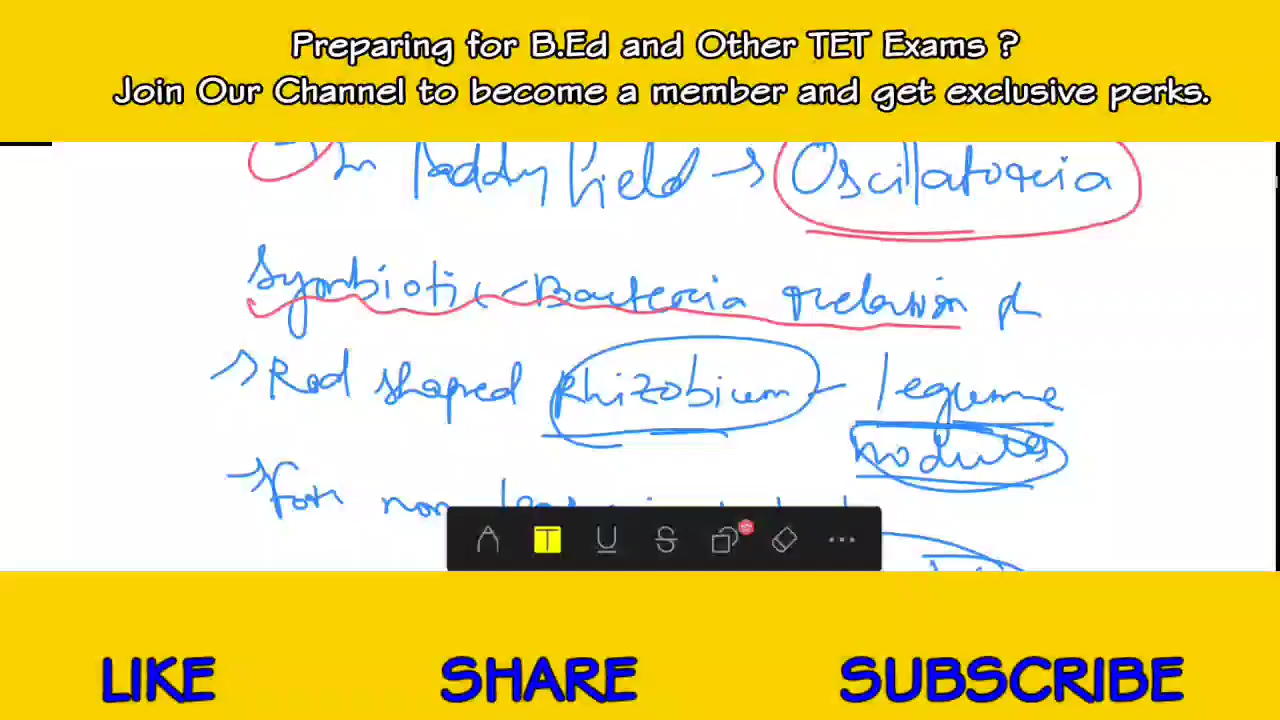 Preparing for B.Ed and Other TET Exams ?
Join Our Channel to become a member and get exclusive perks.
In Paddy field → Oscillatoria
Symbiotic Bacteria relation
→ Rod shaped Rhizobium - legume
nodules
→ For non
T U S
LIKE SHARE SUBSCRIBE